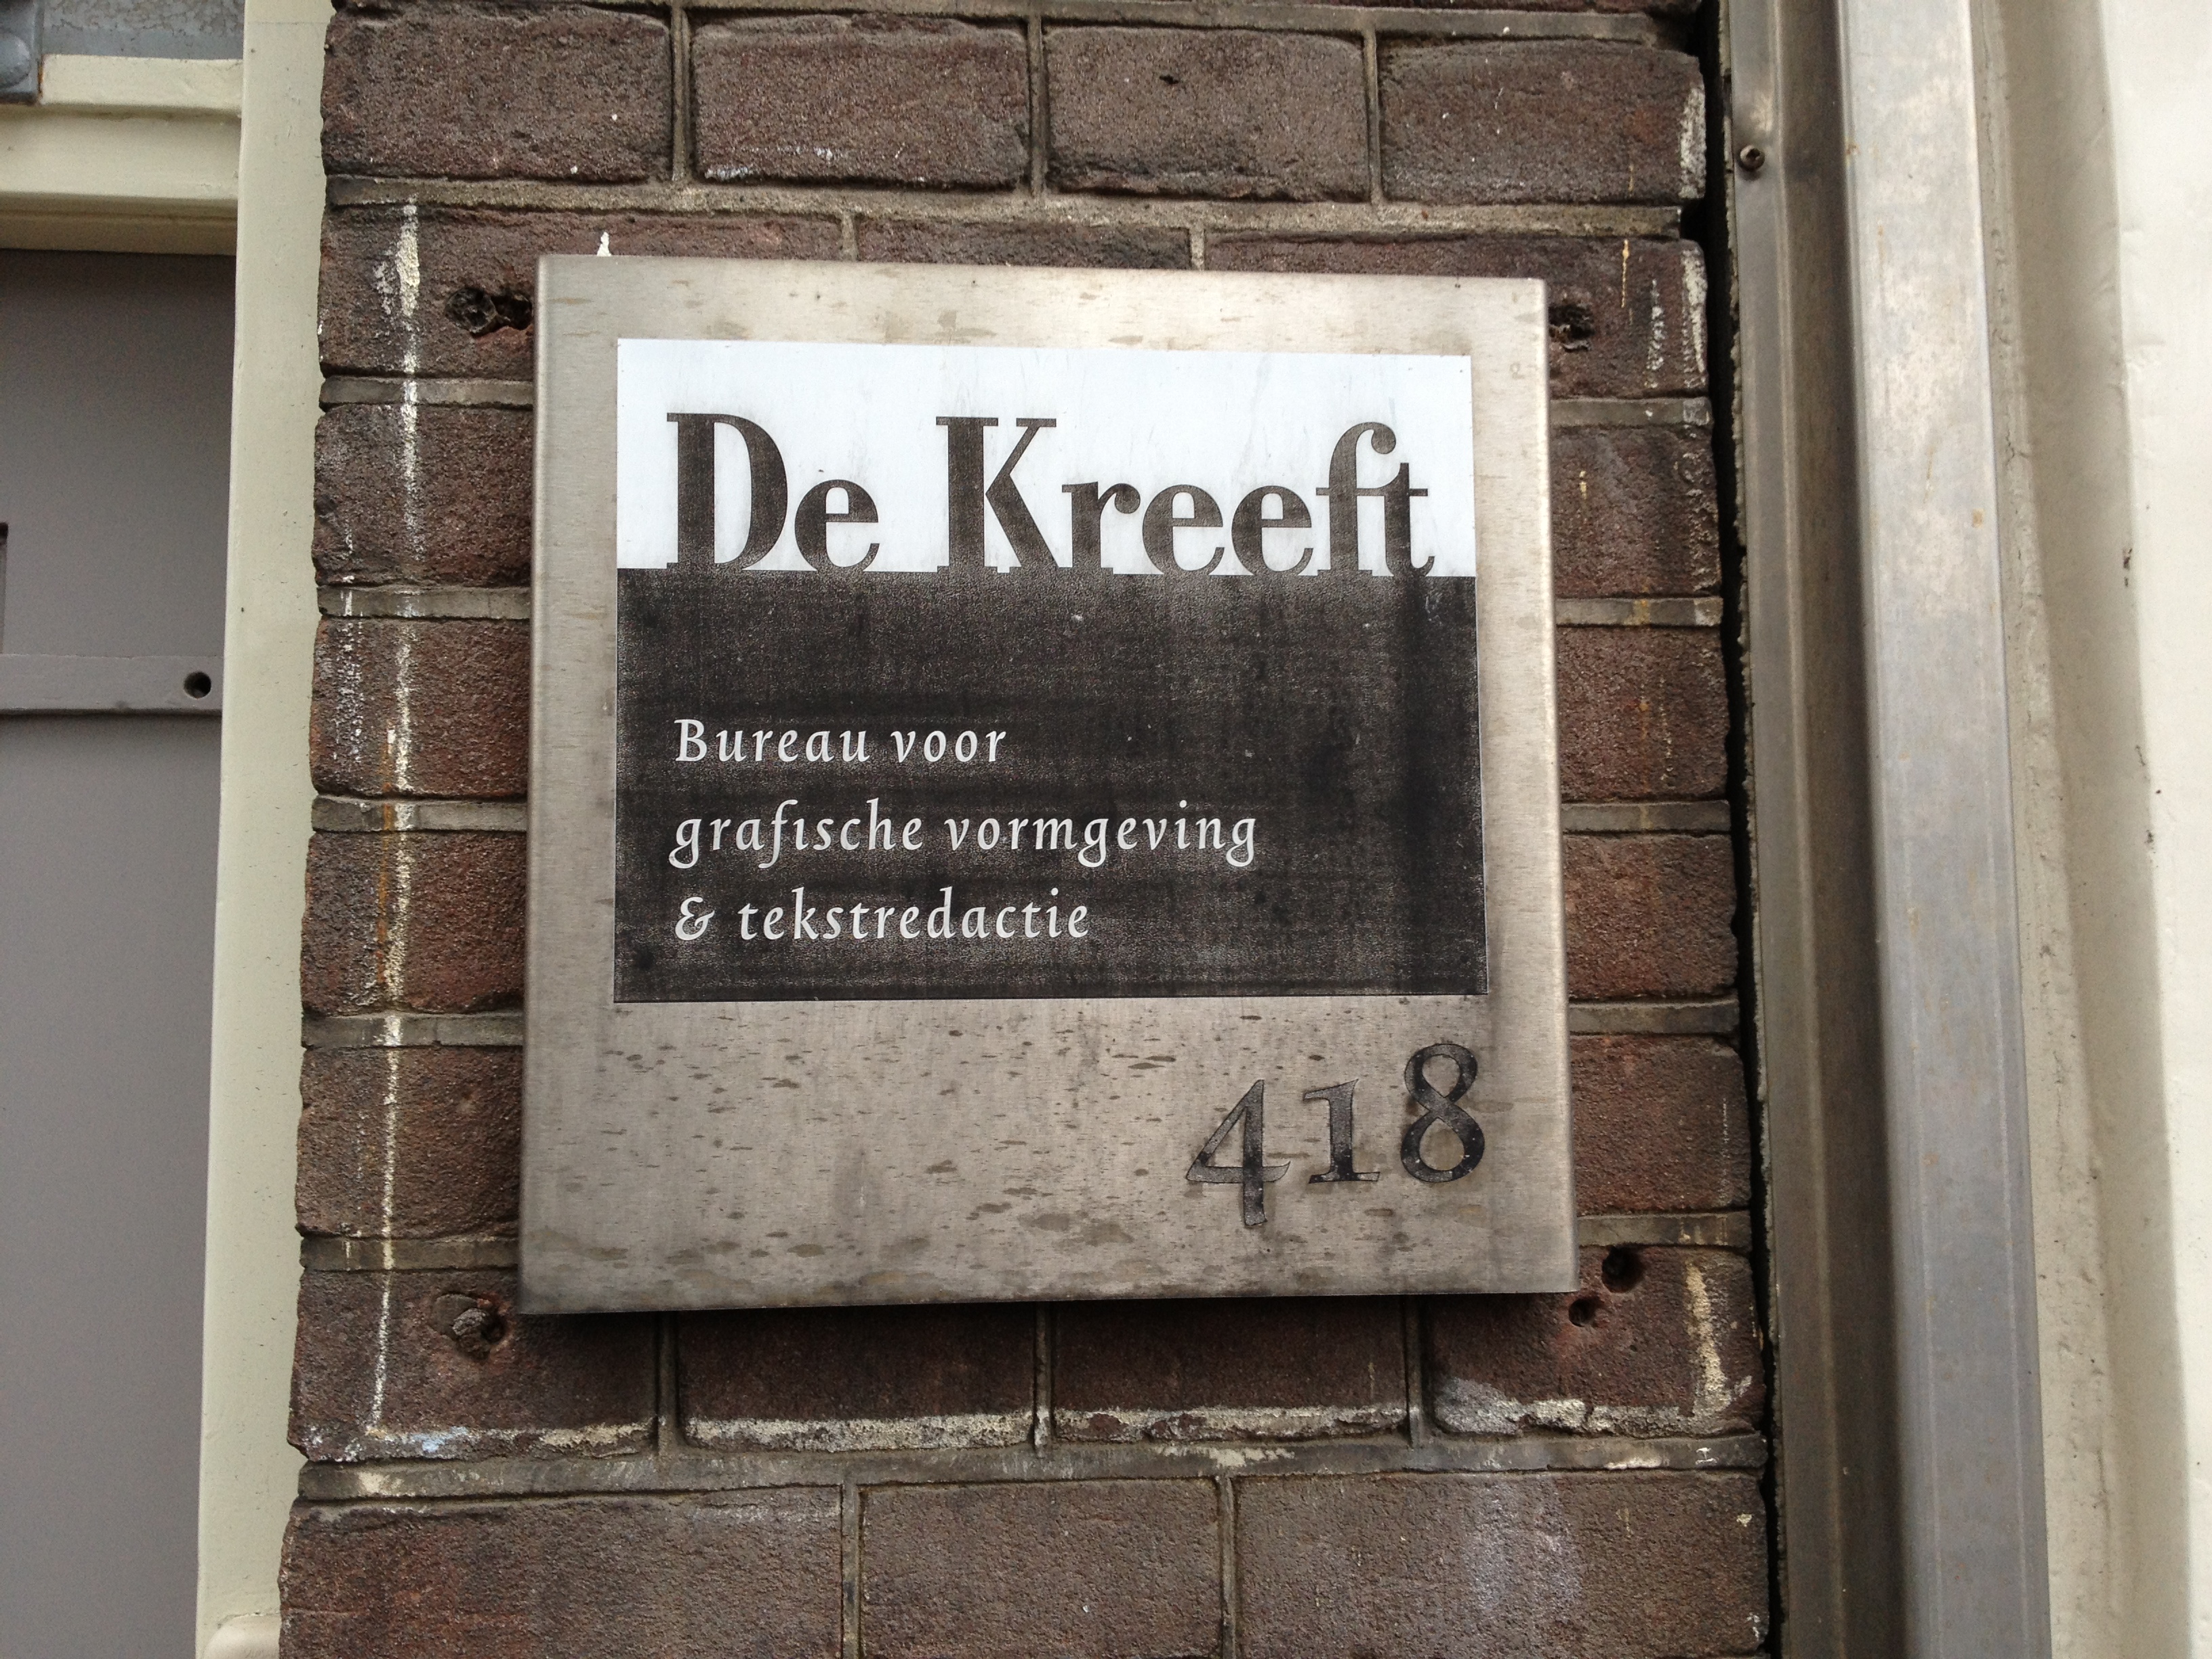 De Kreeft
Bureau voor
grafische vormgeving
& tekstredactie
418